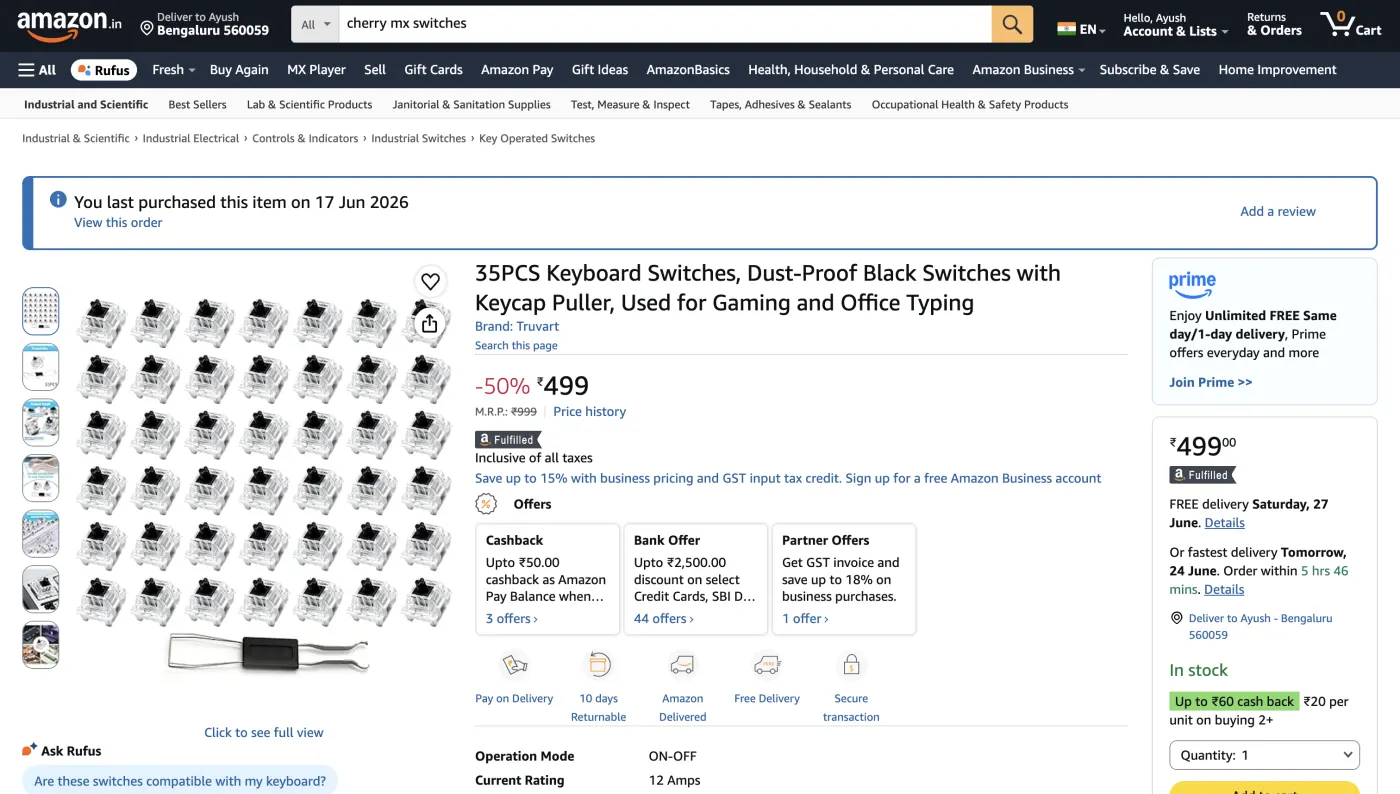 amazon.in
Deliver to Ayush
Bengaluru 560059
All
cherry mx switches
EN
Hello, Ayush
Account & Lists
Returns
& Orders
0
Cart
All
Rufus
Fresh
Buy Again
MX Player
Sell
Gift Cards
Amazon Pay
Gift Ideas
AmazonBasics
Health, Household & Personal Care
Amazon Business
Subscribe & Save
Home Improvement
Industrial and Scientific
Best Sellers
Lab & Scientific Products
Janitorial & Sanitation Supplies
Test, Measure & Inspect
Tapes, Adhesives & Sealants
Occupational Health & Safety Products
Industrial & Scientific › Industrial Electrical › Controls & Indicators › Industrial Switches › Key Operated Switches
You last purchased this item on 17 Jun 2026
View this order
Add a review
35PCS Keyboard Switches, Dust-Proof Black Switches with
Keycap Puller, Used for Gaming and Office Typing
Brand: Truvart
Search this page
-50% ₹499
M.R.P.: ₹999
Price history
a Fulfilled
Inclusive of all taxes
Save up to 15% with business pricing and GST input tax credit. Sign up for a free Amazon Business account
Offers
Cashback
Upto ₹50.00
cashback as Amazon
Pay Balance when…
3 offers ›
Bank Offer
Upto ₹2,500.00
discount on select
Credit Cards, SBI D…
44 offers ›
Partner Offers
Get GST invoice and
save up to 18% on
business purchases.
1 offer ›
Pay on Delivery
10 days
Returnable
Amazon
Delivered
FREE
Free Delivery
Secure
transaction
Operation Mode
ON-OFF
Current Rating
12 Amps
Click to see full view
Ask Rufus
Are these switches compatible with my keyboard?
prime
Enjoy Unlimited FREE Same
day/1-day delivery, Prime
offers everyday and more
Join Prime >>
₹49900
a Fulfilled
FREE delivery Saturday, 27
June. Details
Or fastest delivery Tomorrow,
24 June. Order within 5 hrs 46
mins. Details
Deliver to Ayush - Bengaluru
560059
In stock
Up to ₹60 cash back ₹20 per
unit on buying 2+
Quantity: 1
Add to cart